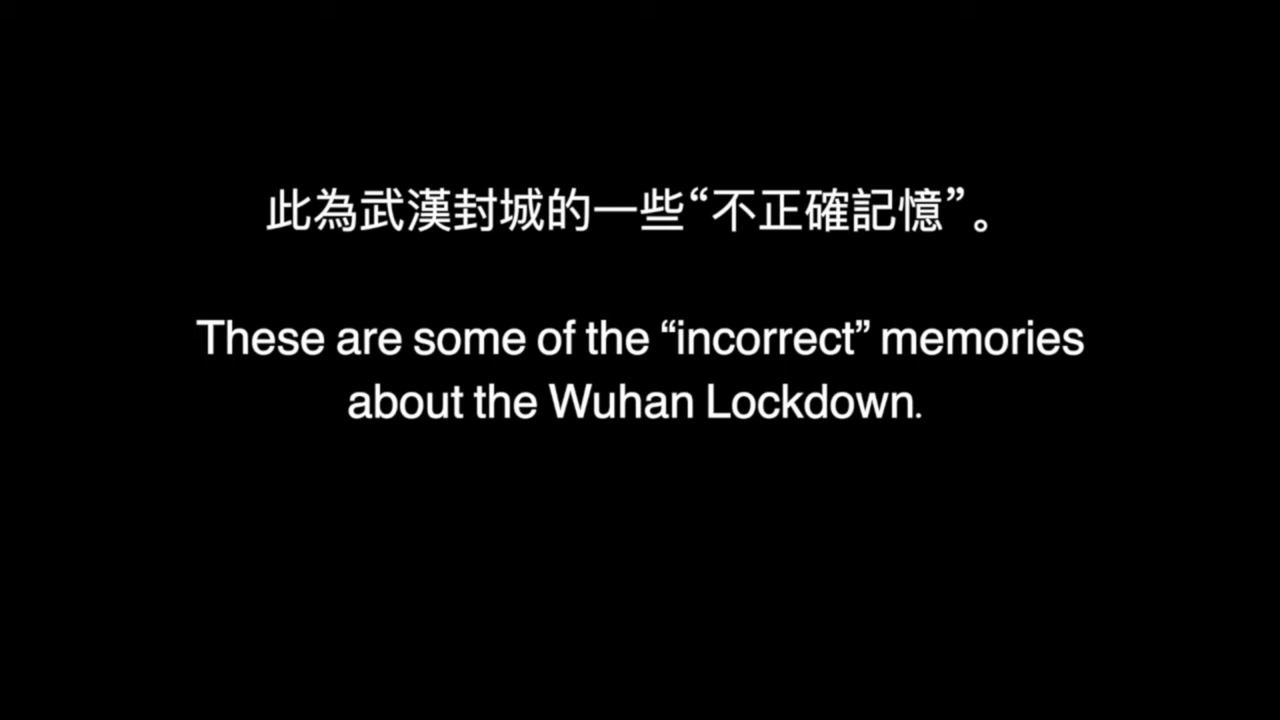 此為武漢封城的一些“不正確記憶”。
These are some of the “incorrect” memories
about the Wuhan Lockdown.